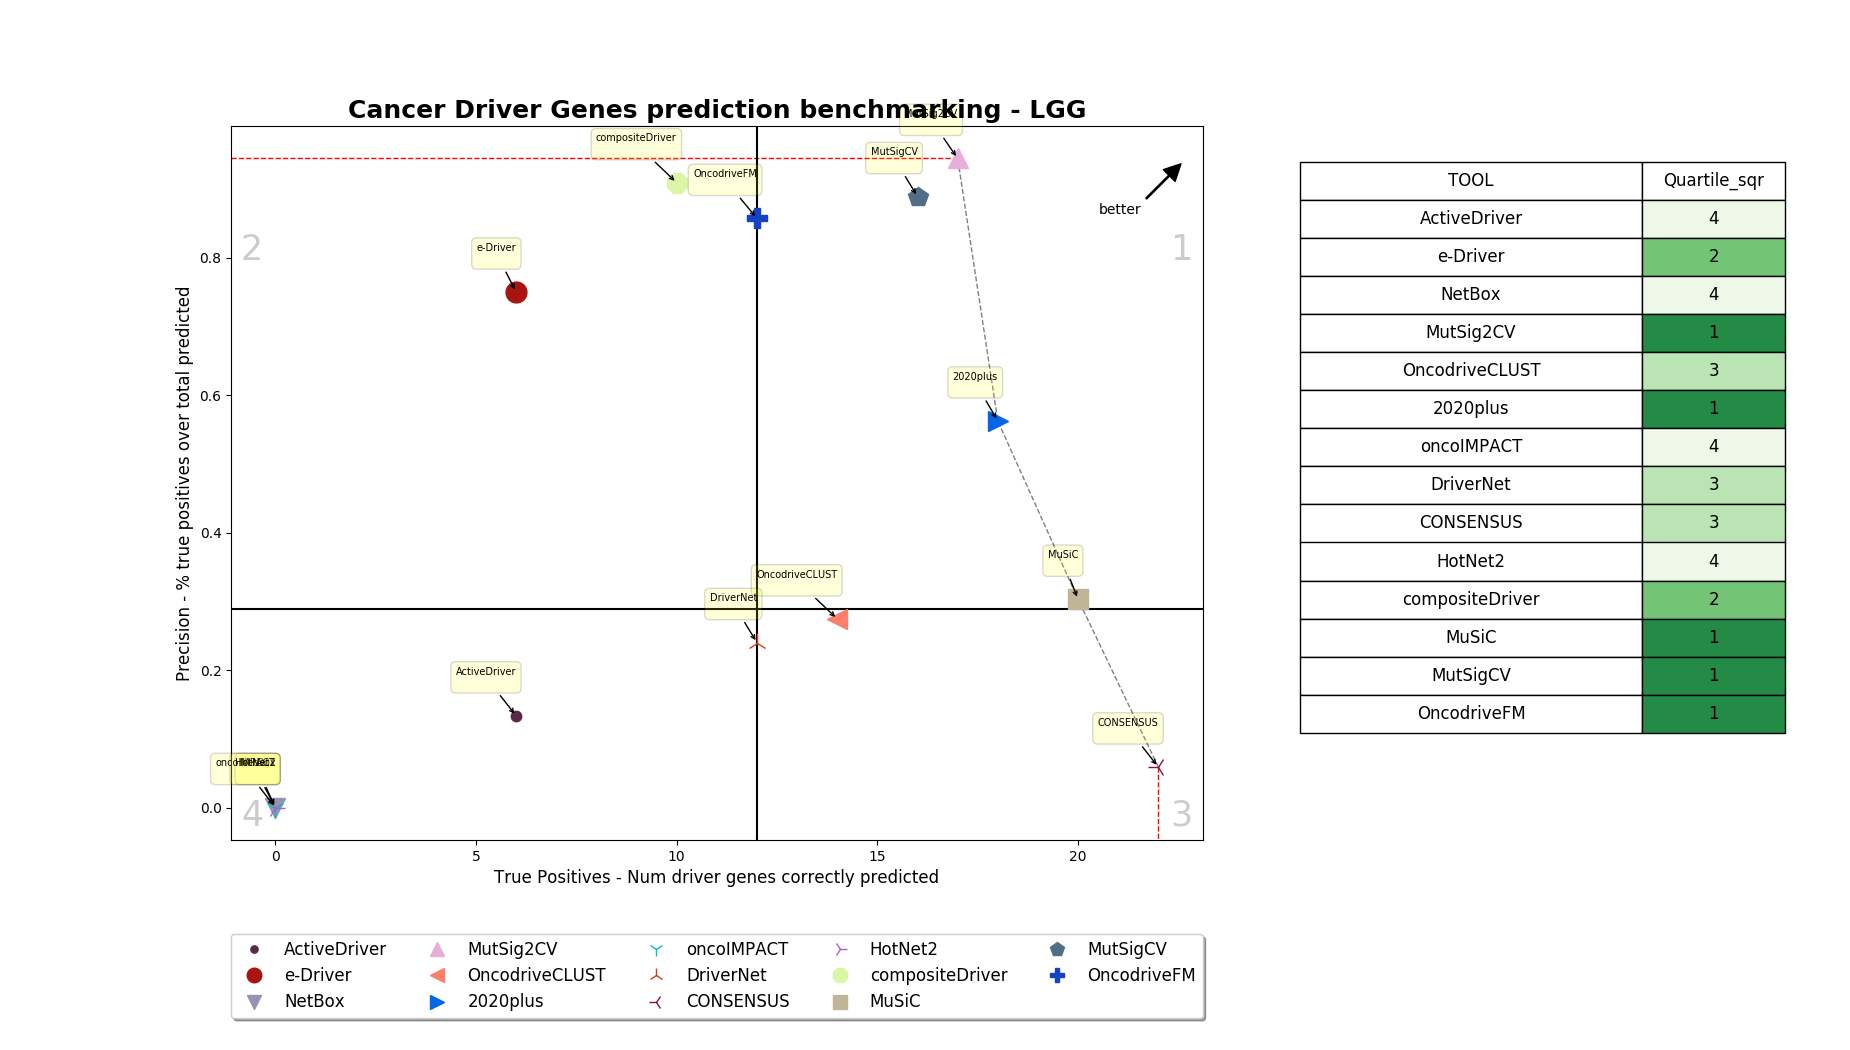 Cancer Driver Genes prediction benchmarking - LGG
MutSig2CV
compositeDriver
MutSigCV
OncodriveFM
better
2
1
e-Driver
2020plus
MuSiC
OncodriveCLUST
DriverNet
ActiveDriver
CONSENSUS
HotNet2
4
3
0.8
0.6
0.4
0.2
0.0
Precision - % true positives over total predicted
0 5 10 15 20
True Positives - Num driver genes correctly predicted
ActiveDriver MutSig2CV oncoIMPACT HotNet2 MutSigCV
e-Driver OncodriveCLUST DriverNet compositeDriver OncodriveFM
NetBox 2020plus CONSENSUS MuSiC
TOOL Quartile_sqr
ActiveDriver 4
e-Driver 2
NetBox 4
MutSig2CV 1
OncodriveCLUST 3
2020plus 1
oncoIMPACT 4
DriverNet 3
CONSENSUS 3
HotNet2 4
compositeDriver 2
MuSiC 1
MutSigCV 1
OncodriveFM 1